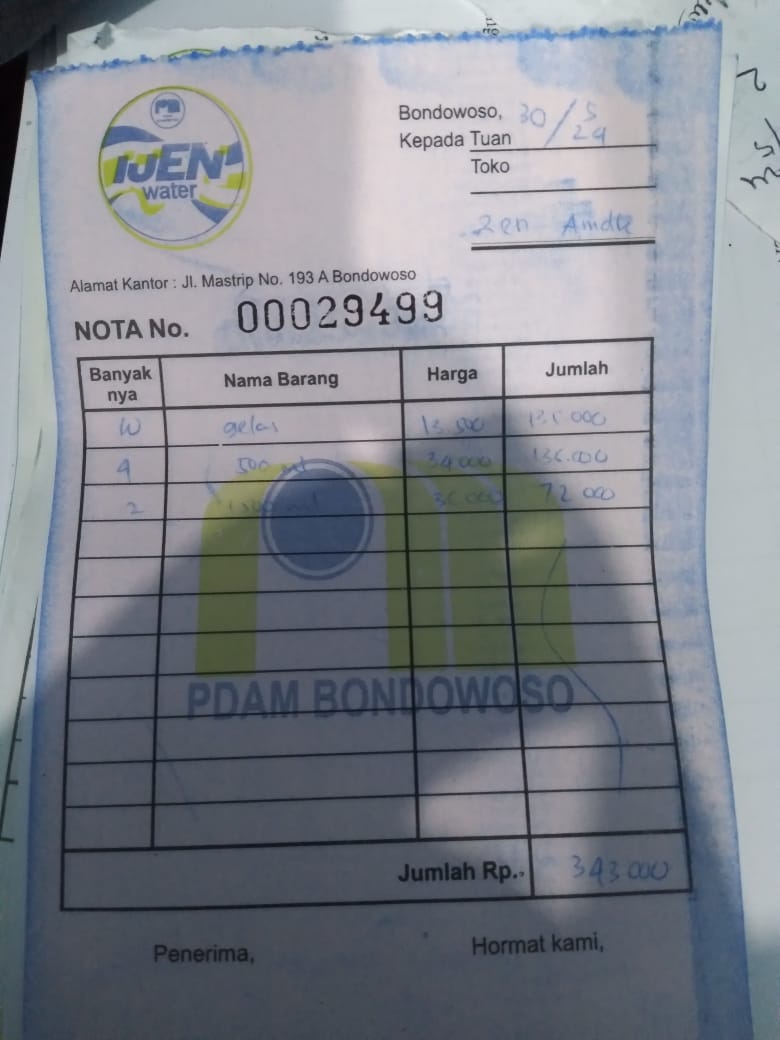 IJEN
water
Bondowoso, 30/5/24
Kepada Tuan
Toko
Zen Amdk
Alamat Kantor : Jl. Mastrip No. 193 A Bondowoso
NOTA No. 00029499
Banyak nya Nama Barang Harga Jumlah
10 gelas 13.500 135.000
4 500 ml 34.000 136.000
2 1500 ml 36.000 72.000
PDAM BONDOWOSO
Jumlah Rp. 343.000
Penerima, Hormat kami,